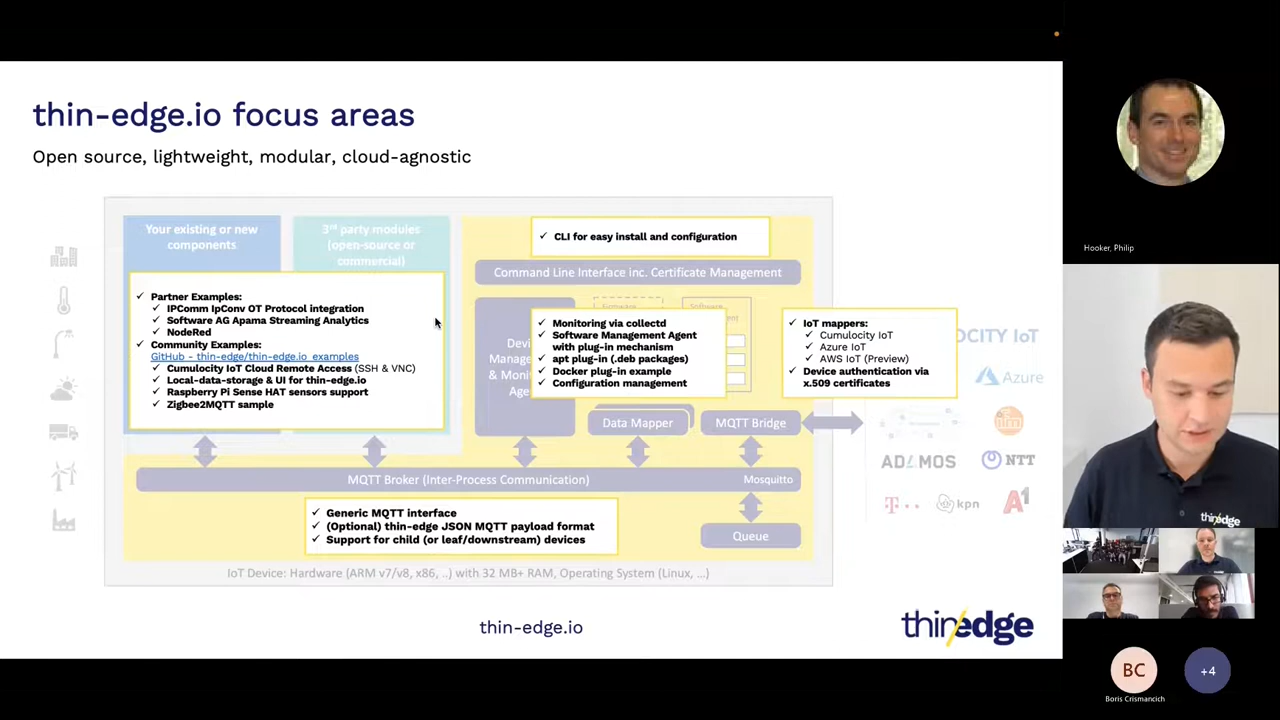 thin-edge.io focus areas
Open source, lightweight, modular, cloud-agnostic
Your existing or new
components
3rd party modules
(open-source or
commercial)
✓ CLI for easy install and configuration
Command Line Interface inc. Certificate Management
✓ Partner Examples:
✓ IPComm IpConv OT Protocol integration
✓ Software AG Apama Streaming Analytics
✓ NodeRed
✓ Community Examples:
GitHub - thin-edge/thin-edge.io_examples
✓ Cumulocity IoT Cloud Remote Access (SSH & VNC)
✓ Local-data-storage & UI for thin-edge.io
✓ Raspberry Pi Sense HAT sensors support
✓ Zigbee2MQTT sample
✓ Monitoring via collectd
✓ Software Management Agent
with plug-in mechanism
✓ apt plug-in (.deb packages)
✓ Docker plug-in example
✓ Configuration management
✓ IoT mappers:
✓ Cumulocity IoT
✓ Azure IoT
✓ AWS IoT (Preview)
✓ Device authentication via
x.509 certificates
OCITY IoT
Azure
ADAMOS
NTT
T
kpn
A1
Data Mapper
MQTT Bridge
MQTT Broker (Inter-Process Communication)
Mosquitto
✓ Generic MQTT interface
✓ (Optional) thin-edge JSON MQTT payload format
✓ Support for child (or leaf/downstream) devices
Queue
IoT Device: Hardware (ARM v7/v8, x86, ..) with 32 MB+ RAM, Operating System (Linux, ...)
thin-edge.io
thin/edge
Hooker, Philip
thin/edge
BC
+4
Boris Crismancich